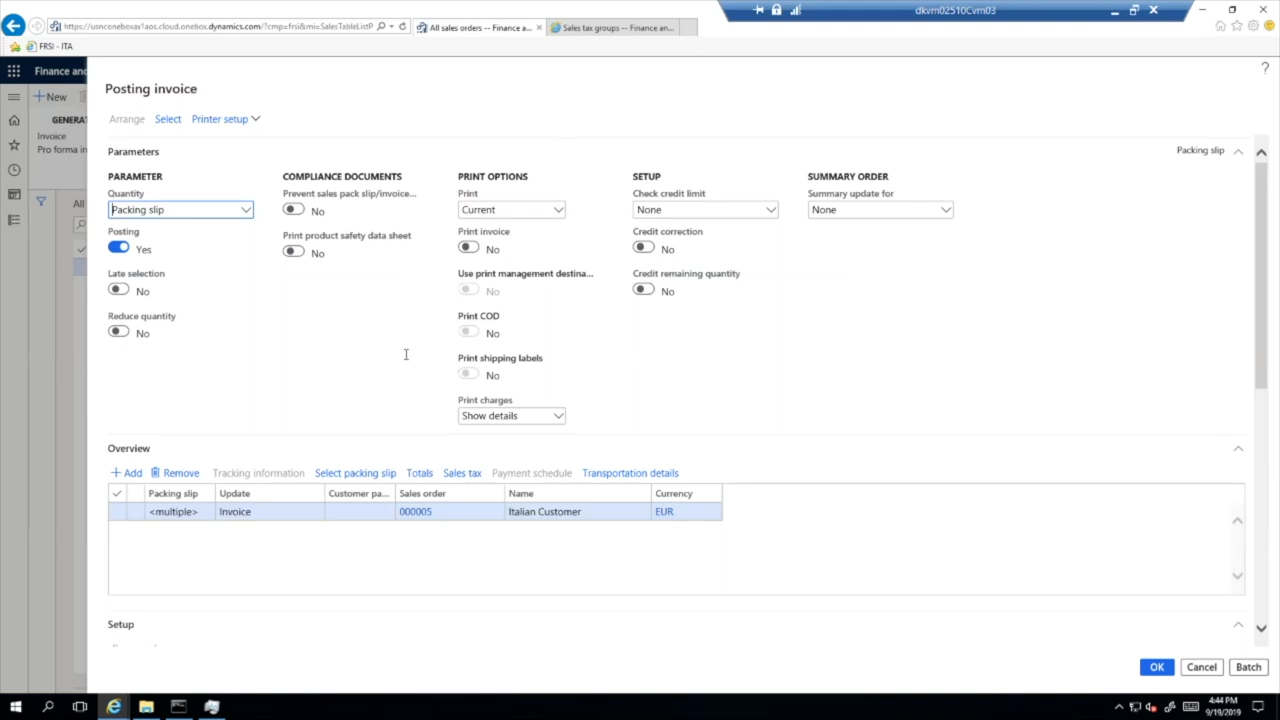 dkvm02510Cvm03
https://usnconeboxax1aos.cloud.onebox.dynamics.com/?cmp=frsi&mi=SalesTableListP
All sales orders -- Finance a...
Sales tax groups -- Finance an...
FRSI - ITA
Finance and
?
Posting invoice
New
Arrange Select Printer setup
GENERAT
Invoice
Pro forma in
Parameters
Packing slip
PARAMETER
Quantity
Packing slip
Posting
Yes
Late selection
No
Reduce quantity
No
COMPLIANCE DOCUMENTS
Prevent sales pack slip/invoice...
No
Print product safety data sheet
No
PRINT OPTIONS
Print
Current
Print invoice
No
Use print management destina...
No
Print COD
No
Print shipping labels
No
Print charges
Show details
SETUP
Check credit limit
None
Credit correction
No
Credit remaining quantity
No
SUMMARY ORDER
Summary update for
None
All
Overview
Add Remove Tracking information Select packing slip Totals Sales tax Payment schedule Transportation details
Packing slip Update Customer pa... Sales order Name Currency
<multiple> Invoice 000005 Italian Customer EUR
Setup
OK Cancel Batch
4:44 PM
9/19/2019